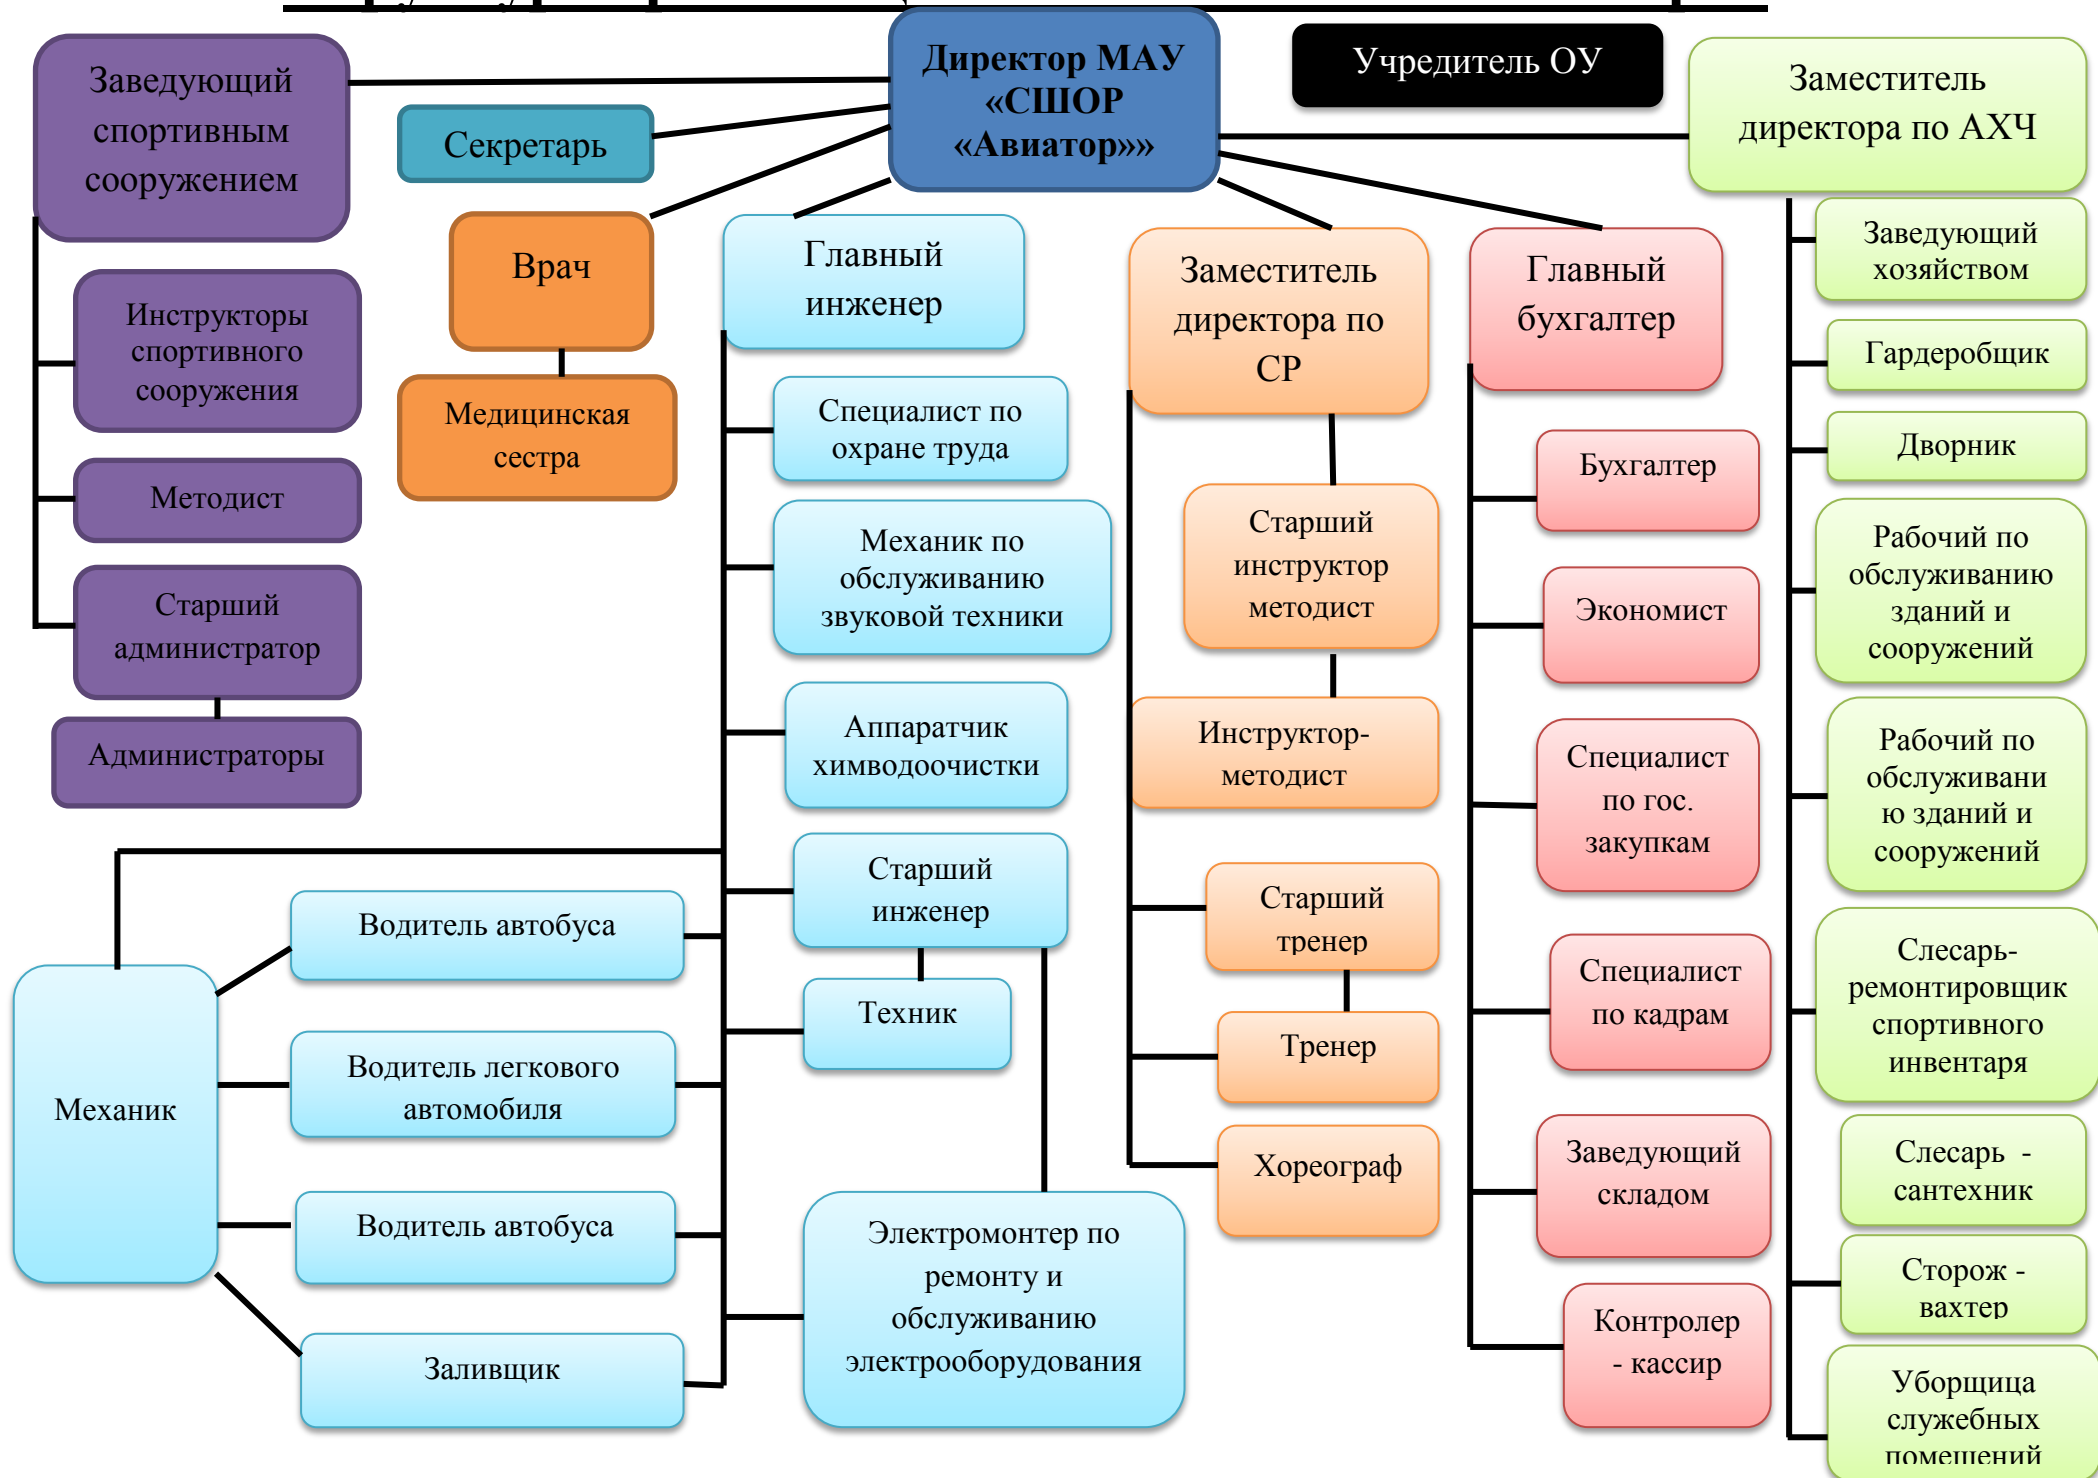 Директор МАУ
«СШОР
«Авиатор»»
Учредитель ОУ
Заведующий
спортивным
сооружением
Секретарь
Заместитель
директора по АХЧ
Врач
Медицинская
сестра
Инструкторы
спортивного
сооружения
Методист
Старший
администратор
Администраторы
Главный
инженер
Специалист по
охране труда
Механик по
обслуживанию
звуковой техники
Аппаратчик
химводоочистки
Старший
инженер
Техник
Электромонтер по
ремонту и
обслуживанию
электрооборудования
Механик
Водитель автобуса
Водитель легкового
автомобиля
Водитель автобуса
Заливщик
Заместитель
директора по
СР
Старший
инструктор
методист
Инструктор-
методист
Старший
тренер
Тренер
Хореограф
Главный
бухгалтер
Бухгалтер
Экономист
Специалист
по гос.
закупкам
Специалист
по кадрам
Заведующий
складом
Контролер
- кассир
Заведующий
хозяйством
Гардеробщик
Дворник
Рабочий по
обслуживанию
зданий и
сооружений
Рабочий по
обслуживани
ю зданий и
сооружений
Слесарь-
ремонтировщик
спортивного
инвентаря
Слесарь -
сантехник
Сторож -
вахтер
Уборщица
служебных
помещений